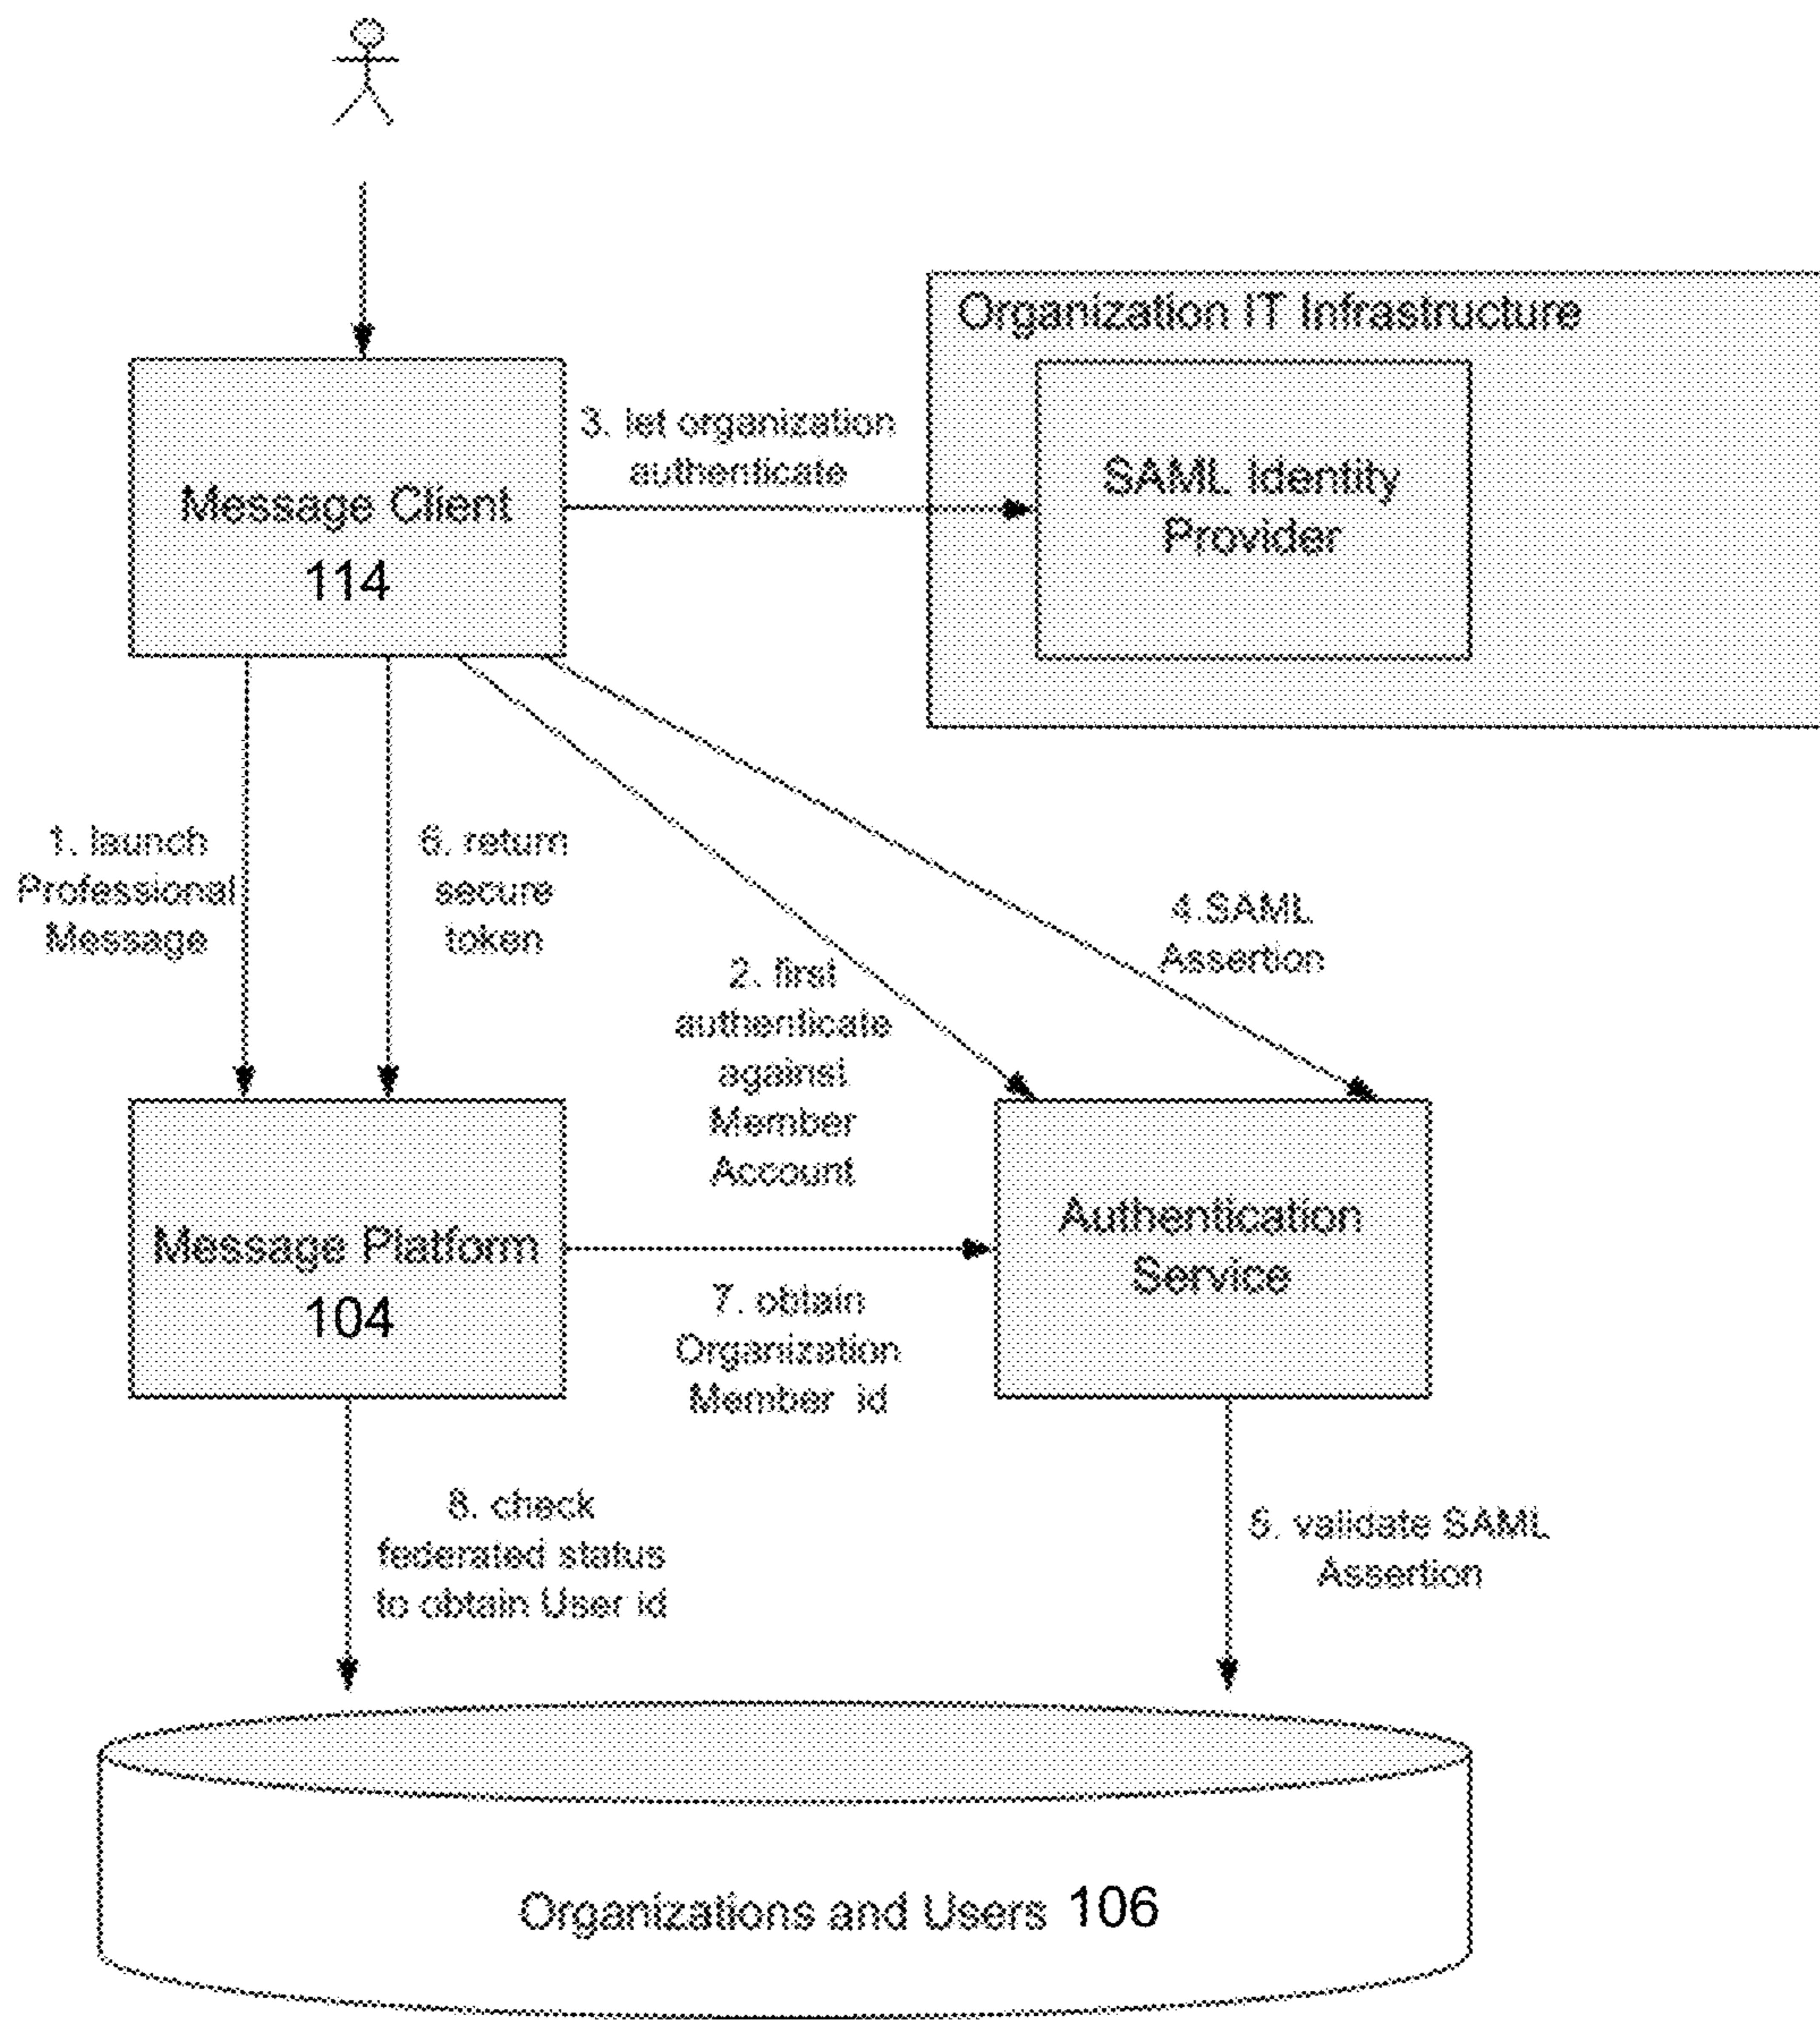 Organization IT Infrastructure
3. let organization
authenticate
SAML Identity
Provider
Message Client
114
1. launch
Professional
Message
6. return
secure
token
4.SAML
Assertion
2. first
authenticate
against
Member
Account
Message Platform
104
Authentication
Service
7. obtain
Organization
Member id
8. check
federated status
to obtain User id
5. validate SAML
Assertion
Organizations and Users 106